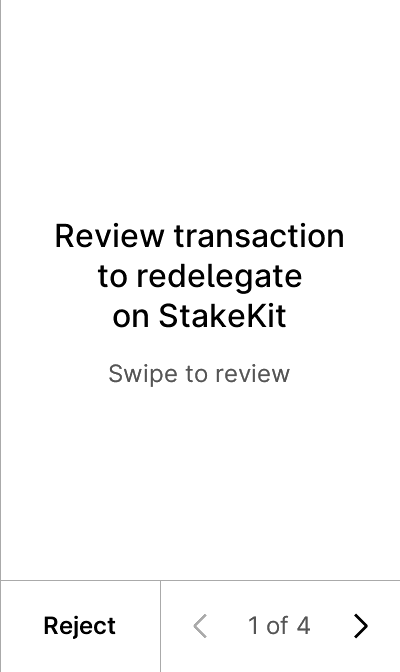 Review transaction
to redelegate
on StakeKit
Swipe to review
Reject
1 of 4